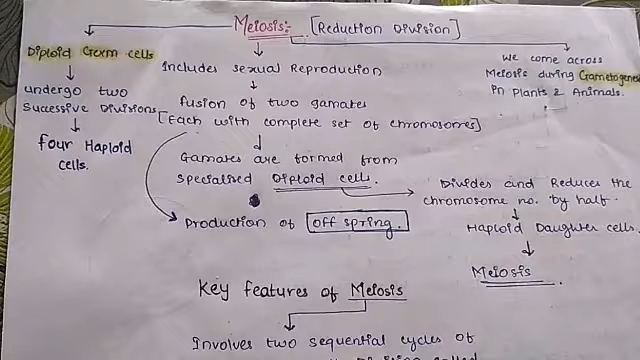 Meiosis:- [Reduction Division]
Diploid Germ cells
undergo two
Successive Divisions
four Haploid
cells.
Includes sexual Reproduction
fusion of two gamates
[Each with complete set of chromosomes]
Gamates are formed from
specialised Diploid cells.
Production of Off spring.
We come across
Meiosis during Gametogenes
in plants & Animals.
Divides and Reduces the
chromosome no. by half.
Haploid Daughter cells.
Meiosis
Key features of Meiosis
Involves two sequential cycles of